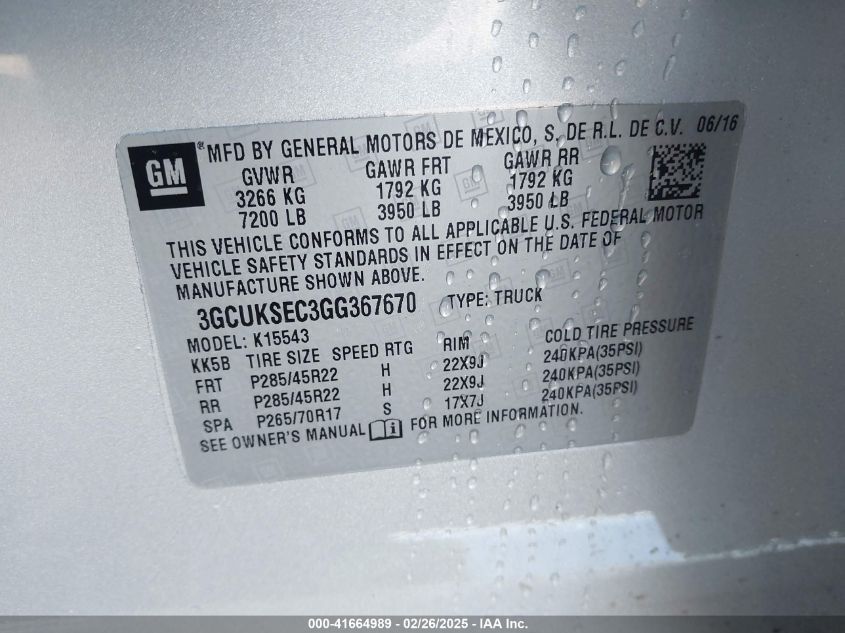 GM ® MFD BY GENERAL MOTORS DE MEXICO, S. DE R.L. DE C.V. 06/16
GVWR GAWR FRT GAWR RR
3266 KG 1792 KG 1792 KG
7200 LB 3950 LB 3950 LB
THIS VEHICLE CONFORMS TO ALL APPLICABLE U.S. FEDERAL MOTOR
VEHICLE SAFETY STANDARDS IN EFFECT ON THE DATE OF
MANUFACTURE SHOWN ABOVE.
3GCUKSEC3GG367670 TYPE: TRUCK
MODEL: K15543
KK5B TIRE SIZE SPEED RTG RIM COLD TIRE PRESSURE
FRT P285/45R22 H 22X9J 240KPA(35PSI)
RR P285/45R22 H 22X9J 240KPA(35PSI)
SPA P265/70R17 S 17X7J 240KPA(35PSI)
SEE OWNER'S MANUAL FOR MORE INFORMATION.
000-41664989 - 02/26/2025 - IAA Inc.